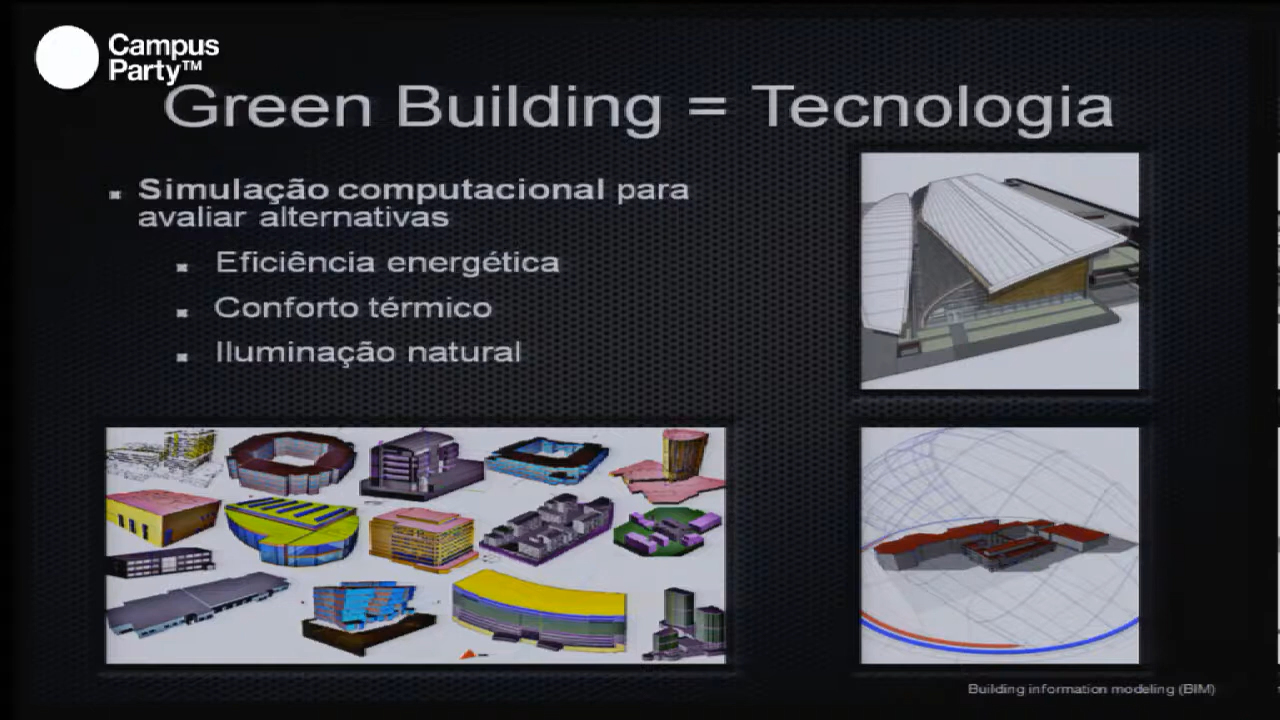 Campus
Party™
Green Building = Tecnologia
Simulação computacional para
avaliar alternativas
Eficiência energética
Conforto térmico
Iluminação natural
Building information modeling (BIM)